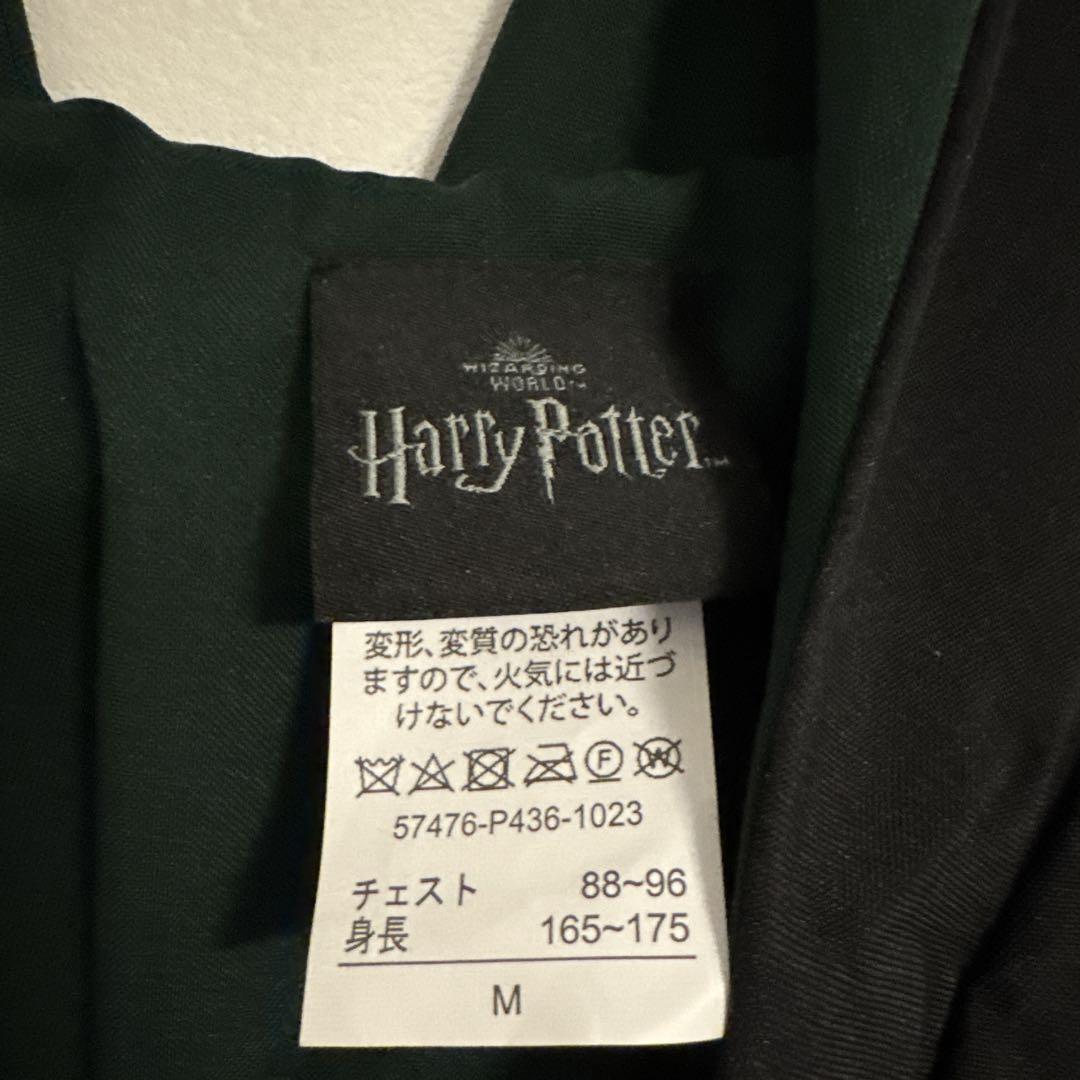 WIZARDING
WORLD™
Harry Potter™
変形、変質の恐れがあり
ますので、火気には近づ
けないでください。
F W
57476-P436-1023
チェスト 88~96
身長 165~175
M